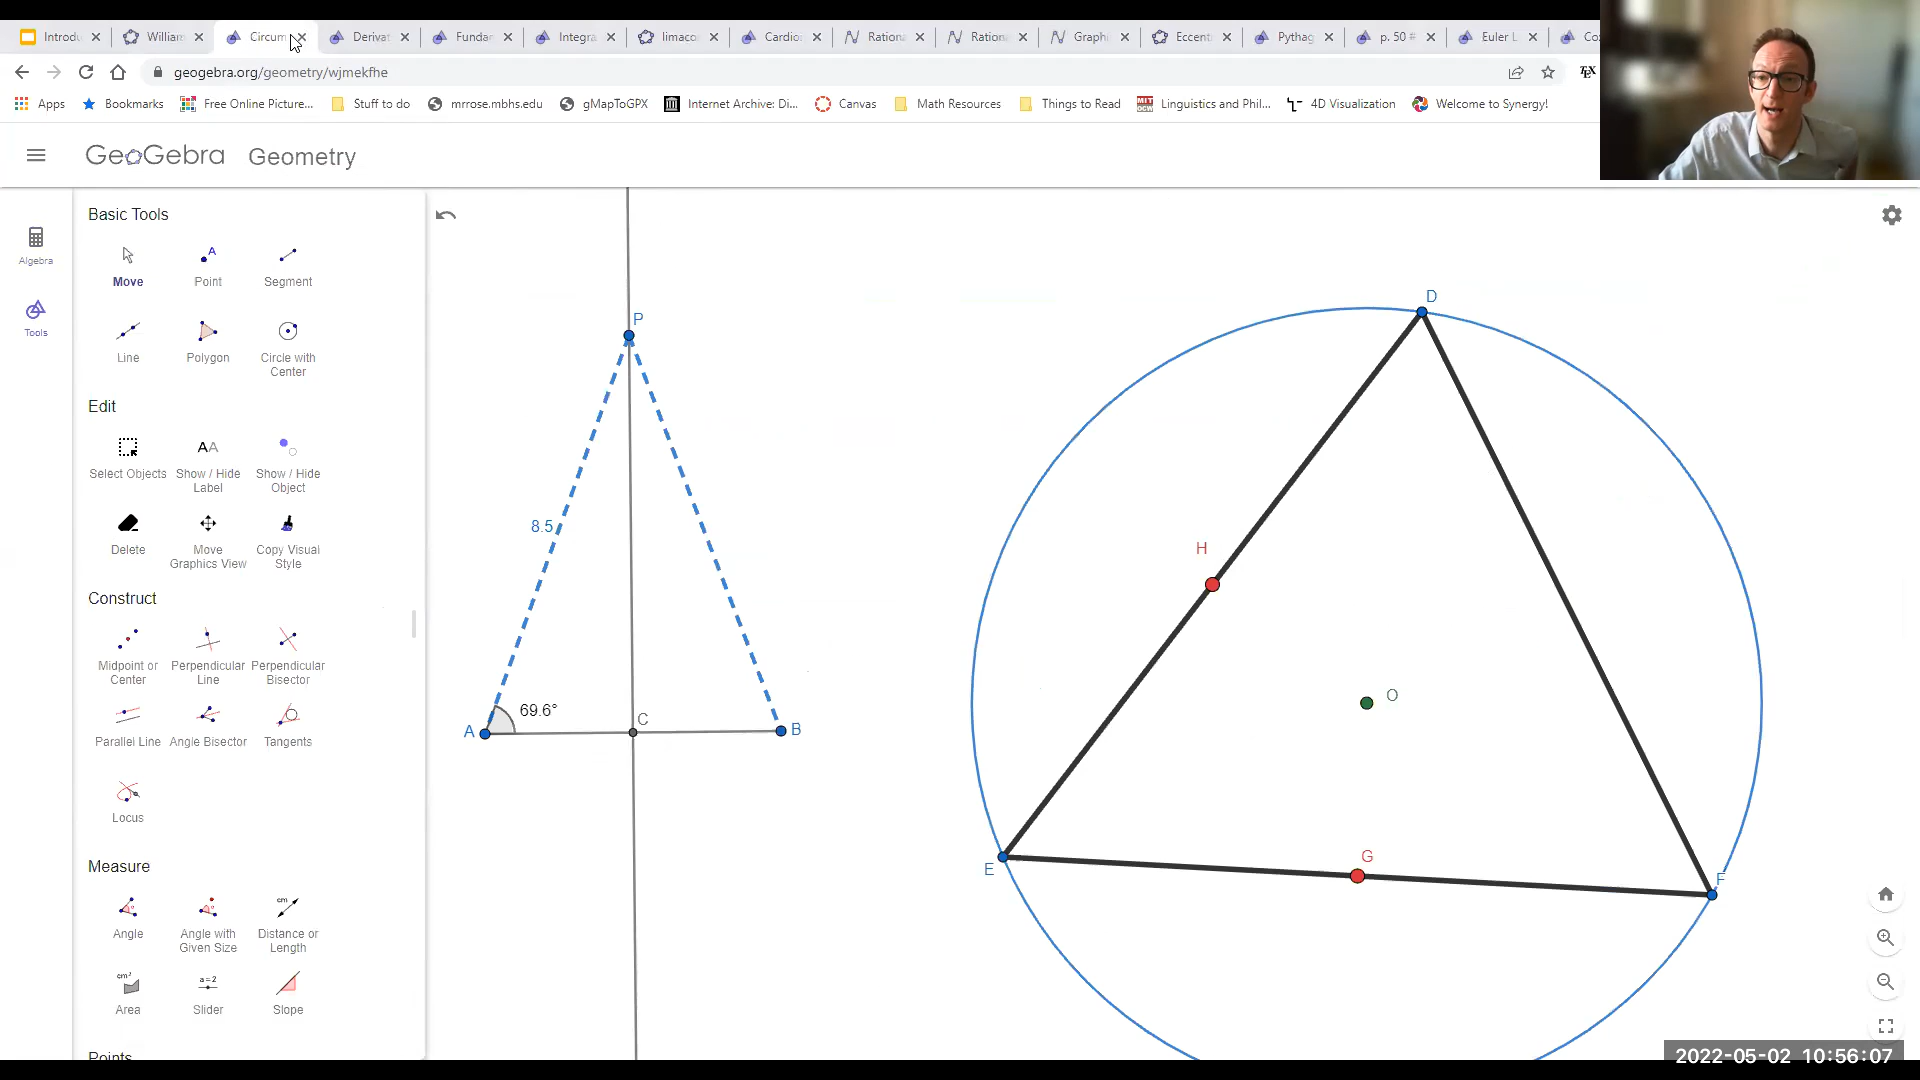 Introdu
William
Circum
Derivat
Fundar
Integra
limaco
Cardio
Rationa
Rationa
Graphi
Eccent
Pythag
p. 50 #
Euler L
Co
geogebra.org/geometry/wjmekfhe
TEX
Apps
Bookmarks
Free Online Picture...
Stuff to do
mrrose.mbhs.edu
gMapToGPX
Internet Archive: Di...
Canvas
Math Resources
Things to Read
Linguistics and Phil...
4D Visualization
Welcome to Synergy!
GeoGebra Geometry
Algebra
Tools
Basic Tools
Move
Point
Segment
Line
Polygon
Circle with
Center
Edit
Select Objects
Show / Hide
Label
Show / Hide
Object
Delete
Move
Graphics View
Copy Visual
Style
Construct
Midpoint or
Center
Perpendicular
Line
Perpendicular
Bisector
Parallel Line
Angle Bisector
Tangents
Locus
Measure
Angle
Angle with
Given Size
Distance or
Length
Area
Slider
Slope
Points
P
8.5
69.6°
A
C
B
D
H
O
G
E
F
2022-05-02 10:56:07